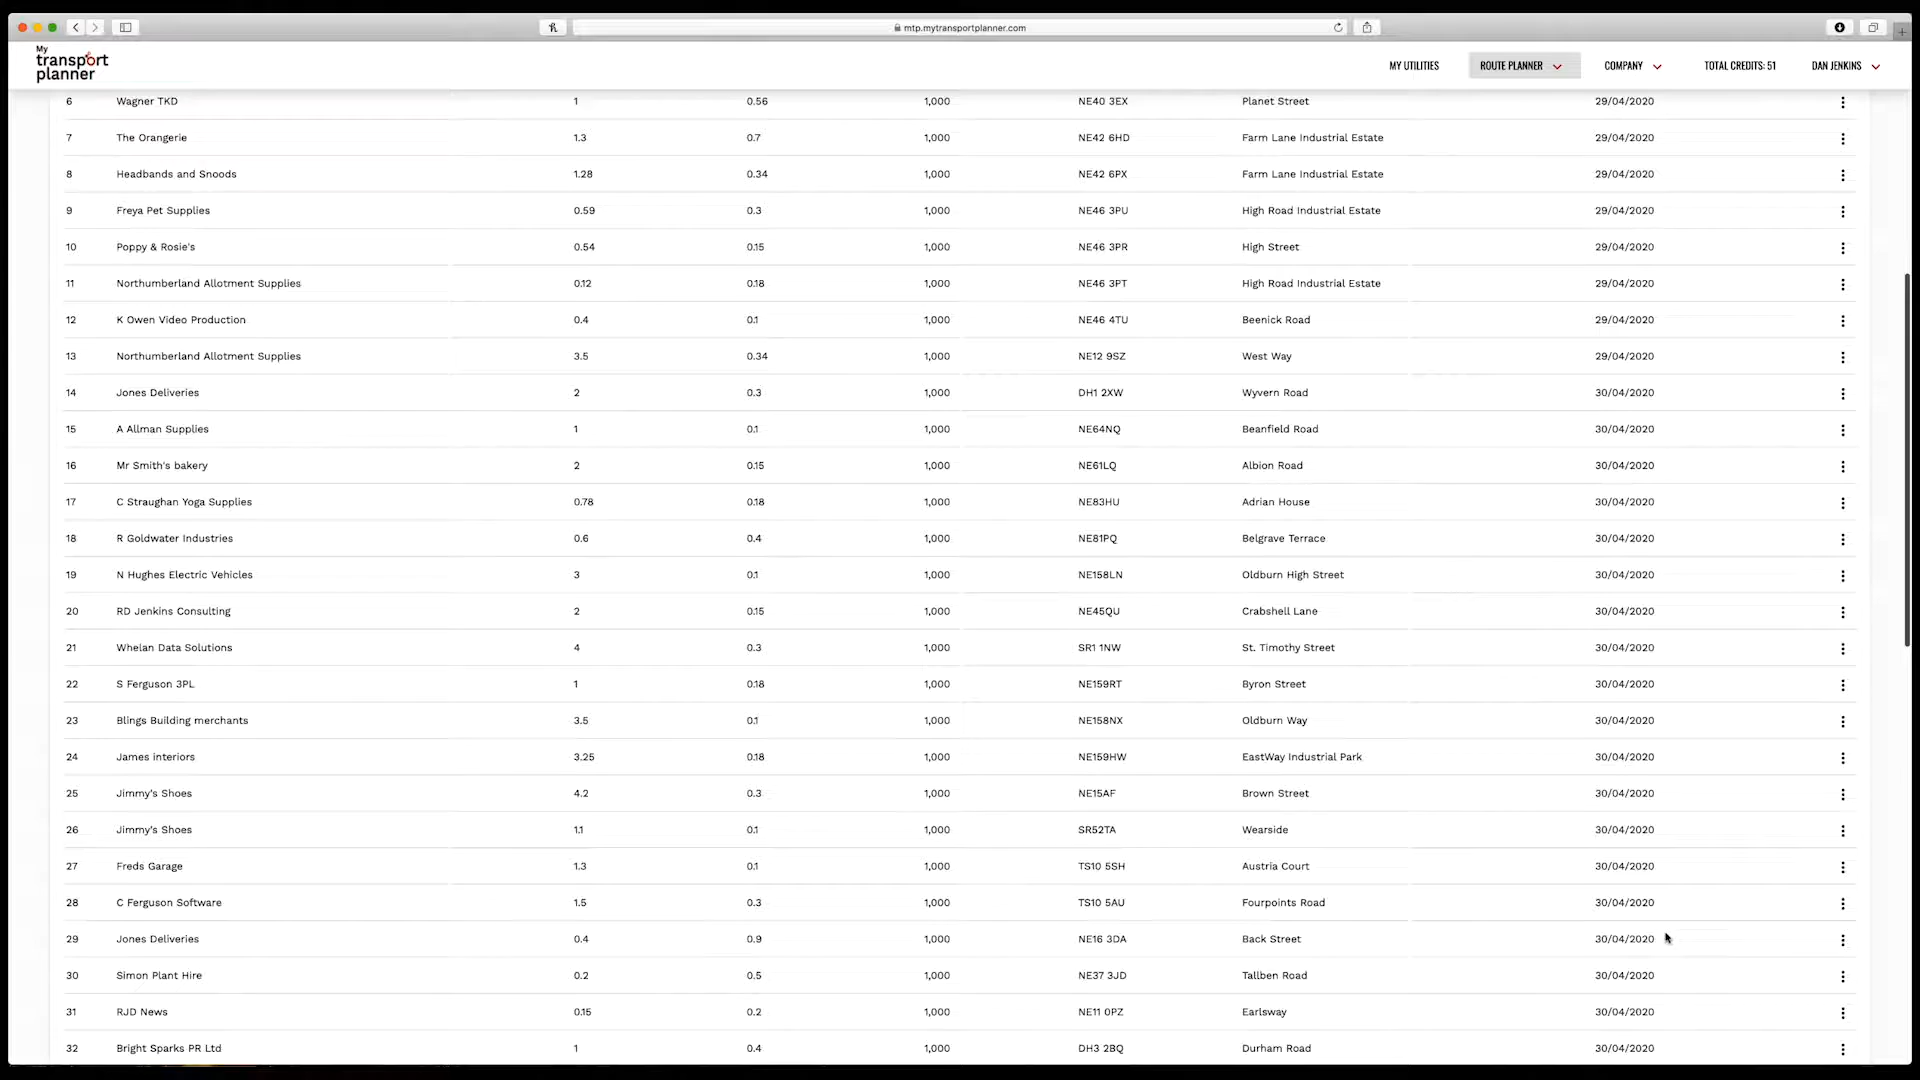 mtp.mytransportplanner.com
My
transport
planner
MY UTILITIES ROUTE PLANNER COMPANY TOTAL CREDITS: 51 DAN JENKINS
6 Wagner TKD 1 0.56 1,000 NE40 3EX Planet Street 29/04/2020
7 The Orangerie 1.3 0.7 1,000 NE42 6HD Farm Lane Industrial Estate 29/04/2020
8 Headbands and Snoods 1.28 0.34 1,000 NE42 6PX Farm Lane Industrial Estate 29/04/2020
9 Freya Pet Supplies 0.59 0.3 1,000 NE46 3PU High Road Industrial Estate 29/04/2020
10 Poppy & Rosie's 0.54 0.15 1,000 NE46 3PR High Street 29/04/2020
11 Northumberland Allotment Supplies 0.12 0.18 1,000 NE46 3PT High Road Industrial Estate 29/04/2020
12 K Owen Video Production 0.4 0.1 1,000 NE46 4TU Beenick Road 29/04/2020
13 Northumberland Allotment Supplies 3.5 0.34 1,000 NE12 9SZ West Way 29/04/2020
14 Jones Deliveries 2 0.3 1,000 DH1 2XW Wyvern Road 30/04/2020
15 A Allman Supplies 1 0.1 1,000 NE64NQ Beanfield Road 30/04/2020
16 Mr Smith's bakery 2 0.15 1,000 NE61LQ Albion Road 30/04/2020
17 C Straughan Yoga Supplies 0.78 0.18 1,000 NE83HU Adrian House 30/04/2020
18 R Goldwater Industries 0.6 0.4 1,000 NE81PQ Belgrave Terrace 30/04/2020
19 N Hughes Electric Vehicles 3 0.1 1,000 NE158LN Oldburn High Street 30/04/2020
20 RD Jenkins Consulting 2 0.15 1,000 NE45QU Crabshell Lane 30/04/2020
21 Whelan Data Solutions 4 0.3 1,000 SR1 1NW St. Timothy Street 30/04/2020
22 S Ferguson 3PL 1 0.18 1,000 NE159RT Byron Street 30/04/2020
23 Blings Building merchants 3.5 0.1 1,000 NE158NX Oldburn Way 30/04/2020
24 James interiors 3.25 0.18 1,000 NE159HW EastWay Industrial Park 30/04/2020
25 Jimmy's Shoes 4.2 0.3 1,000 NE15AF Brown Street 30/04/2020
26 Jimmy's Shoes 1.1 0.1 1,000 SR52TA Wearside 30/04/2020
27 Freds Garage 1.3 0.1 1,000 TS10 5SH Austria Court 30/04/2020
28 C Ferguson Software 1.5 0.3 1,000 TS10 5AU Fourpoints Road 30/04/2020
29 Jones Deliveries 0.4 0.9 1,000 NE16 3DA Back Street 30/04/2020
30 Simon Plant Hire 0.2 0.5 1,000 NE37 3JD Tallben Road 30/04/2020
31 RJD News 0.15 0.2 1,000 NE11 0PZ Earlsway 30/04/2020
32 Bright Sparks PR Ltd 1 0.4 1,000 DH3 2BQ Durham Road 30/04/2020